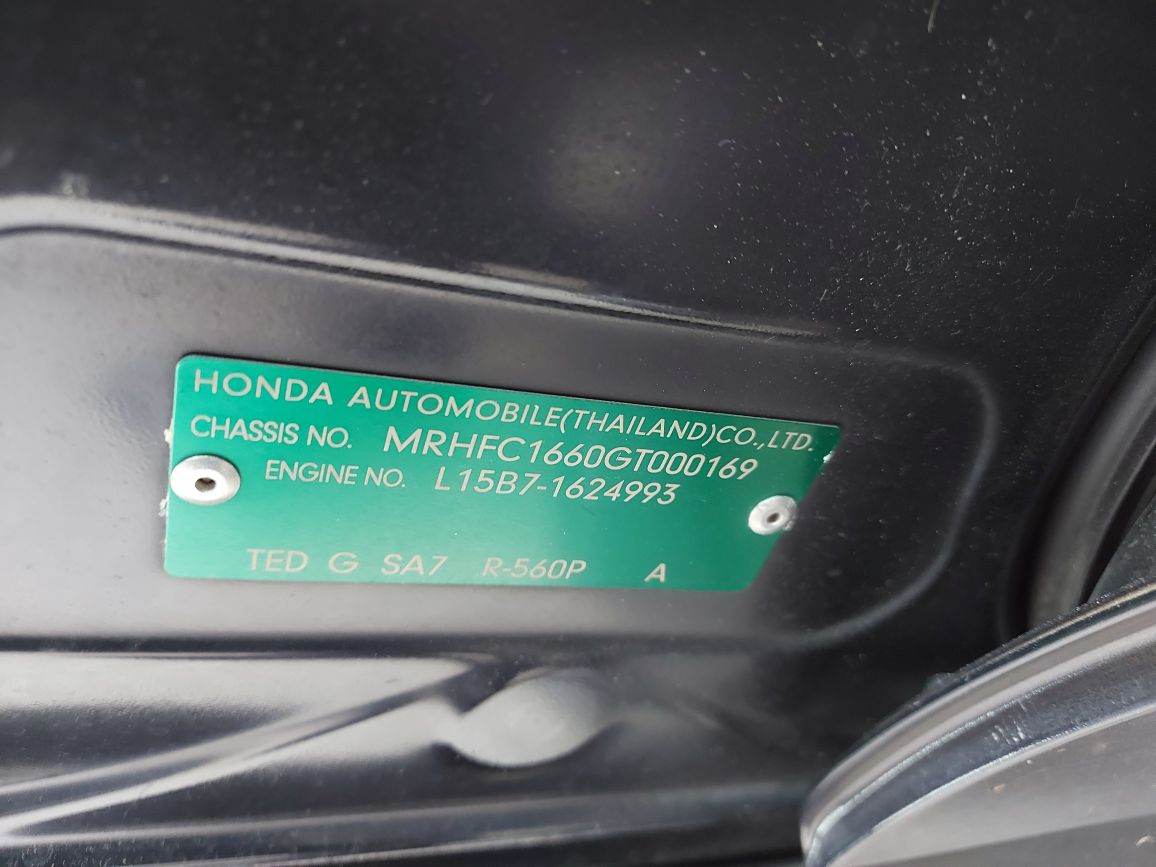 HONDA AUTOMOBILE(THAILAND)CO.,LTD.
CHASSIS NO. MRHFC1660GT000169
ENGINE NO. L15B7-1624993
TED G SA7 R-560P A